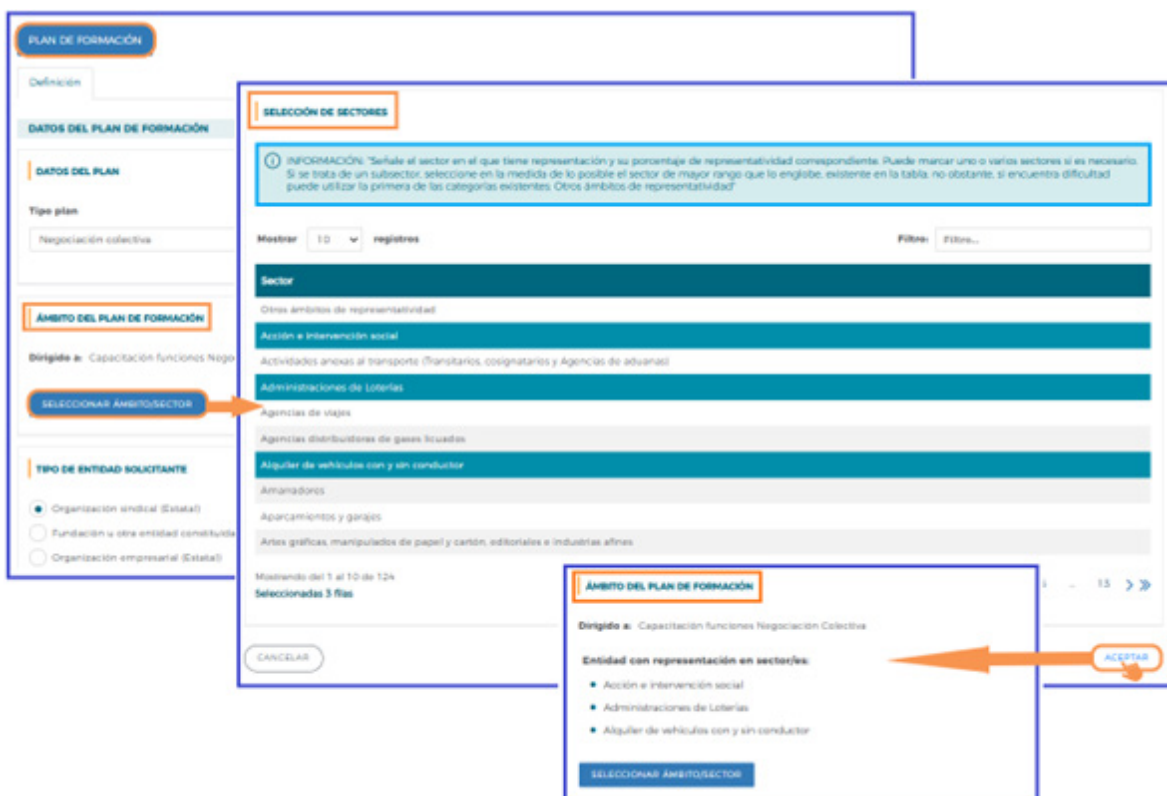 PLAN DE FORMACIÓN
Definición
DATOS DEL PLAN DE FORMACIÓN
DATOS DEL PLAN
Tipo plan
Negociación colectiva
ÁMBITO DEL PLAN DE FORMACIÓN
Dirigido a: Capacitación funciones Nego
SELECCIONAR ÁMBITO/SECTOR
TIPO DE ENTIDAD SOLICITANTE
Organización sindical (Estatal)
Fundación u otra entidad constituida
Organización empresarial (Estatal)
SELECCIÓN DE SECTORES
INFORMACIÓN: "Señale el sector en el que tiene representación y su porcentaje de representatividad correspondiente. Puede marcar uno o varios sectores si es necesario.
Si se trata de un subsector, seleccione en la medida de lo posible el sector de mayor rango que lo englobe, existente en la tabla, no obstante, si encuentra dificultad
puede utilizar la primera de las categorías existentes: Otros ámbitos de representatividad"
Mostrar 10 registros
Filtro: Filtro...
Sector
Otros ámbitos de representatividad
Acción e intervención social
Actividades anexas al transporte (Transitarios, cosignatarios y Agencias de aduanas)
Administraciones de Loterías
Agencias de viajes
Agencias distribuidoras de gases licuados
Alquiler de vehículos con y sin conductor
Amarradores
Aparcamientos y garajes
Artes gráficas, manipulados de papel y cartón, editoriales e industrias afines
Mostrando del 1 al 10 de 124
Seleccionadas 3 filas
13
CANCELAR
ACEPTAR
ÁMBITO DEL PLAN DE FORMACIÓN
Dirigido a: Capacitación funciones Negociación Colectiva
Entidad con representación en sector/es:
Acción e intervención social
Administraciones de Loterías
Alquiler de vehículos con y sin conductor
SELECCIONAR ÁMBITO/SECTOR